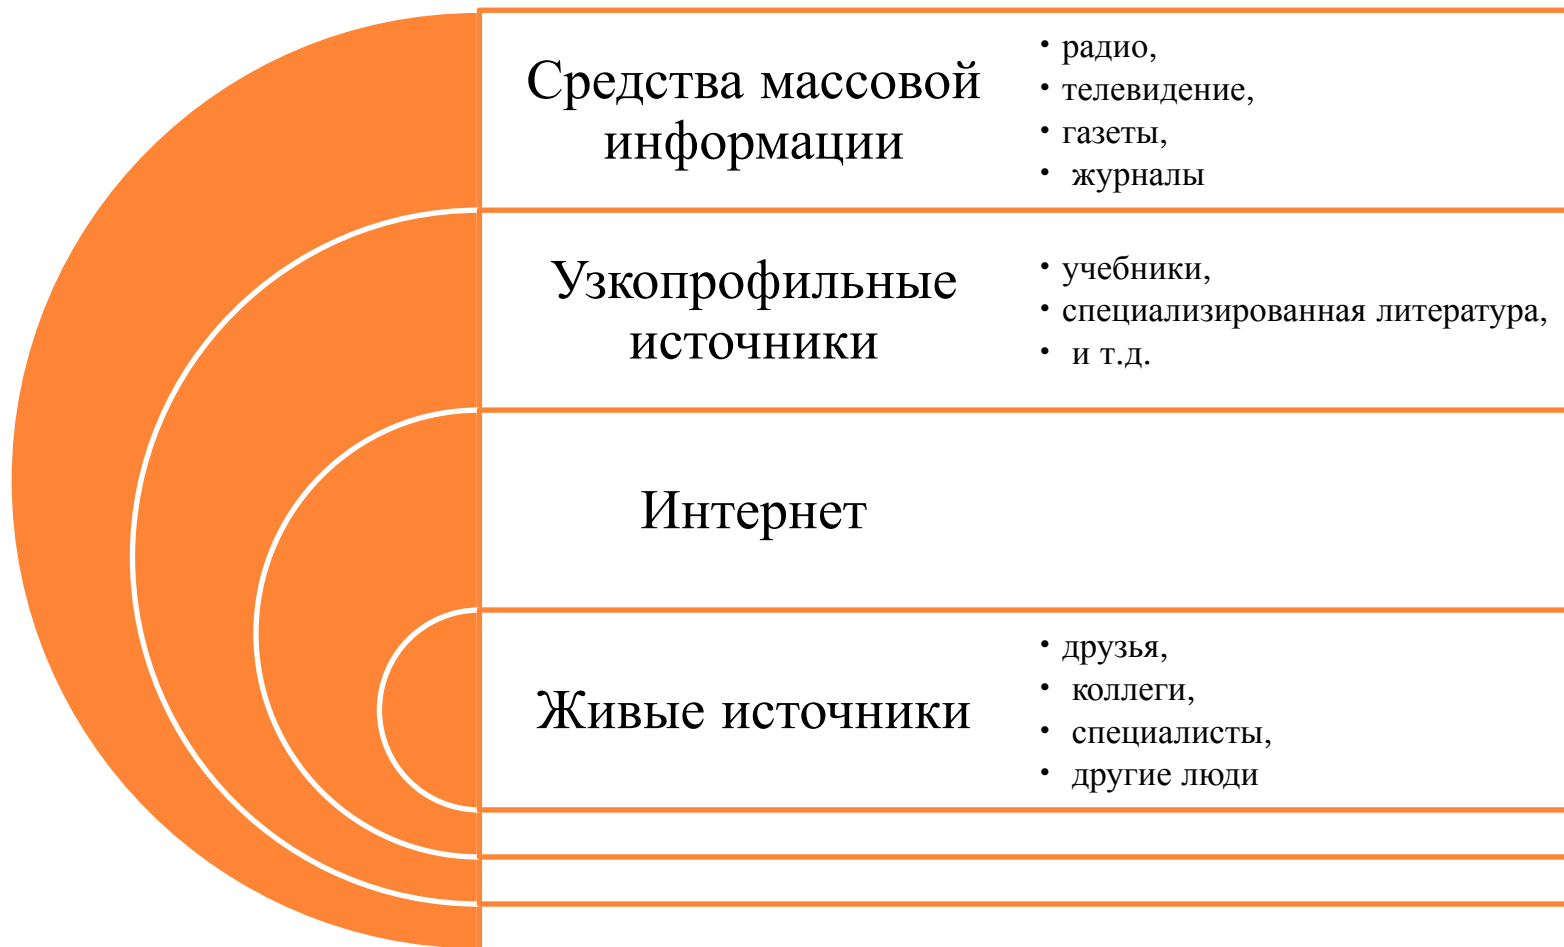 Средства массовой
информации
• радио,
• телевидение,
• газеты,
• журналы
Узкопрофильные
источники
• учебники,
• специализированная литература,
• и т.д.
Интернет
Живые источники
• друзья,
• коллеги,
• специалисты,
• другие люди